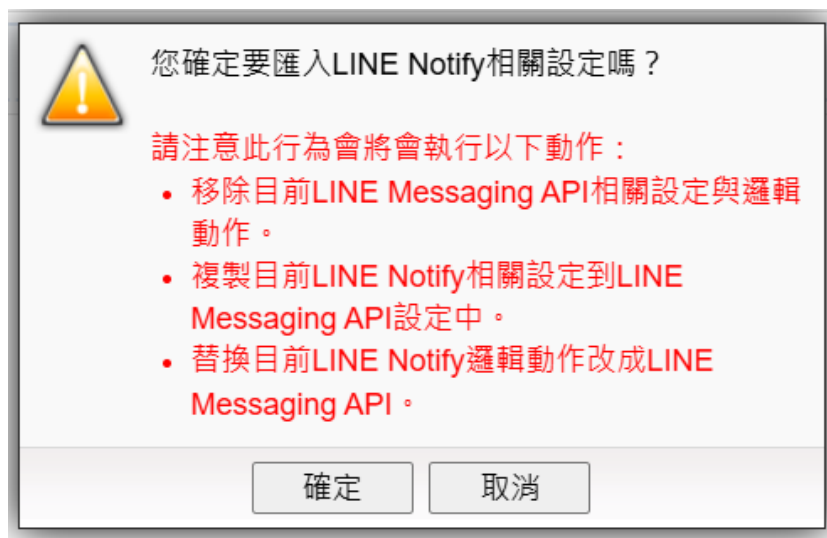 您確定要匯入LINE Notify相關設定嗎？
請注意此行為會將會執行以下動作：
• 移除目前LINE Messaging API相關設定與邏輯
動作。
• 複製目前LINE Notify相關設定到LINE
Messaging API設定中。
• 替換目前LINE Notify邏輯動作改成LINE
Messaging API。
確定
取消